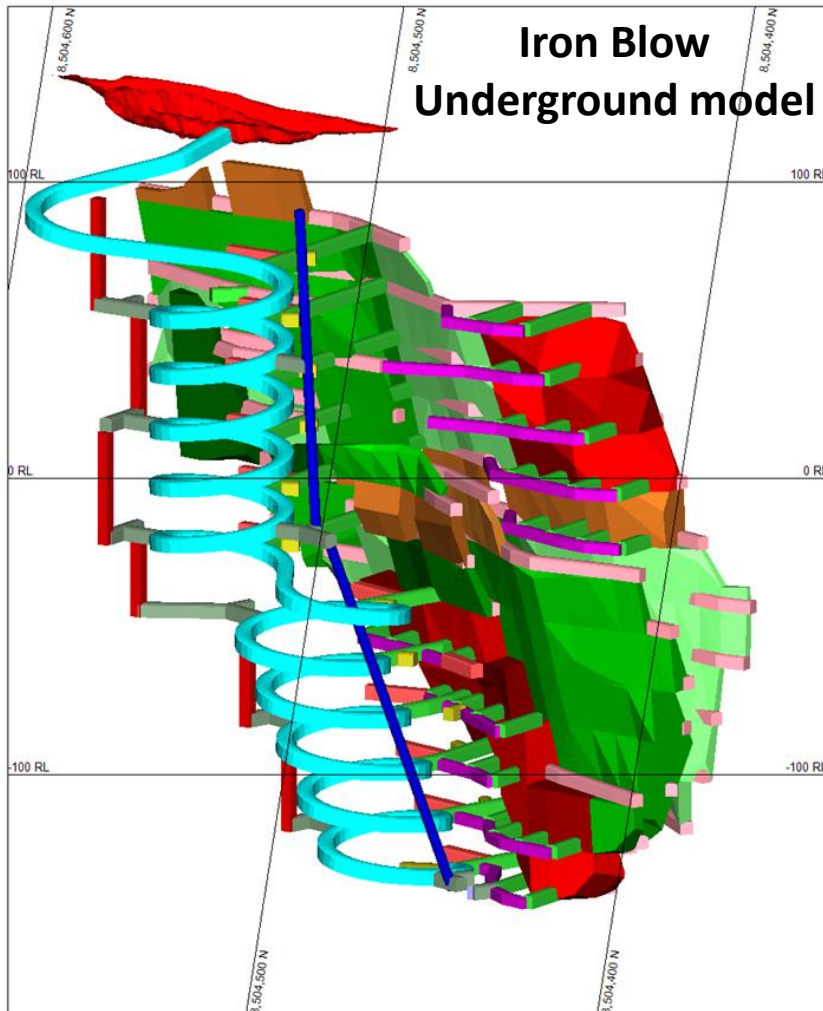 8,504,600 N
8,504,500 N
8,504,400 N
Iron Blow
Underground model
100 RL
100 RL
0 RL
0 RL
-100 RL
-100 RL
8,504,500 N
8,504,400 N